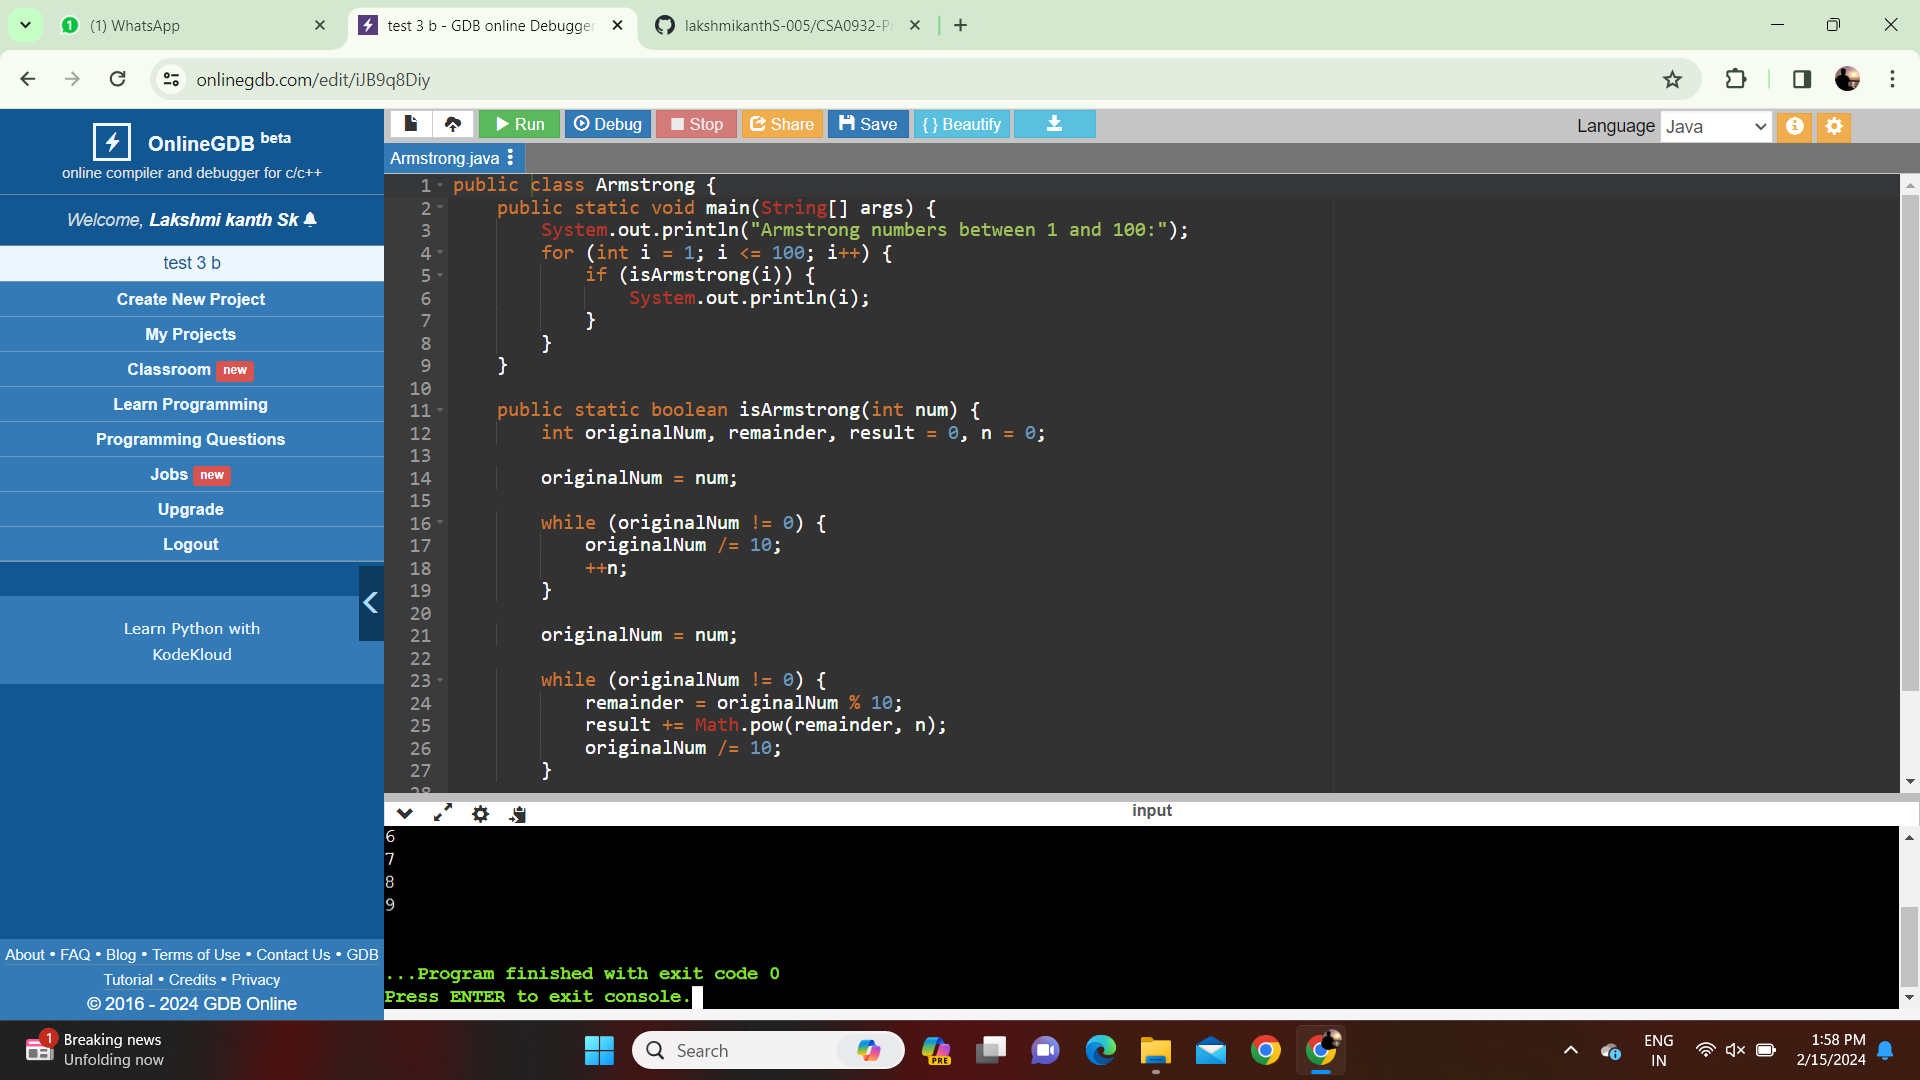 (1) WhatsApp
test 3 b - GDB online Debugger
lakshmikanthS-005/CSA0932-P
onlinegdb.com/edit/iJB9q8Diy
OnlineGDB beta
online compiler and debugger for c/c++
Welcome, Lakshmi kanth Sk
test 3 b
Create New Project
My Projects
Classroom new
Learn Programming
Programming Questions
Jobs new
Upgrade
Logout
Learn Python with
KodeKloud
About • FAQ • Blog • Terms of Use • Contact Us • GDB
Tutorial • Credits • Privacy
© 2016 - 2024 GDB Online
Run Debug Stop Share Save { } Beautify
Language Java
Armstrong.java
1 public class Armstrong {
2 public static void main(String[] args) {
3 System.out.println("Armstrong numbers between 1 and 100:");
4 for (int i = 1; i <= 100; i++) {
5 if (isArmstrong(i)) {
6 System.out.println(i);
7 }
8 }
9 }
10
11 public static boolean isArmstrong(int num) {
12 int originalNum, remainder, result = 0, n = 0;
13
14 originalNum = num;
15
16 while (originalNum != 0) {
17 originalNum /= 10;
18 ++n;
19 }
20
21 originalNum = num;
22
23 while (originalNum != 0) {
24 remainder = originalNum % 10;
25 result += Math.pow(remainder, n);
26 originalNum /= 10;
27 }
28
input
6
7
8
9
...Program finished with exit code 0
Press ENTER to exit console.
1
Breaking news
Unfolding now
Search
PRE
ENG
IN
1:58 PM
2/15/2024